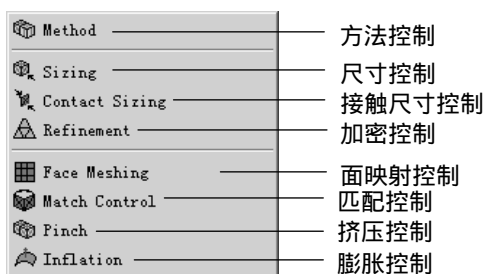 Method 方法控制
Sizing 尺寸控制
Contact Sizing 接触尺寸控制
Refinement 加密控制
Face Meshing 面映射控制
Match Control 匹配控制
Pinch 挤压控制
Inflation 膨胀控制